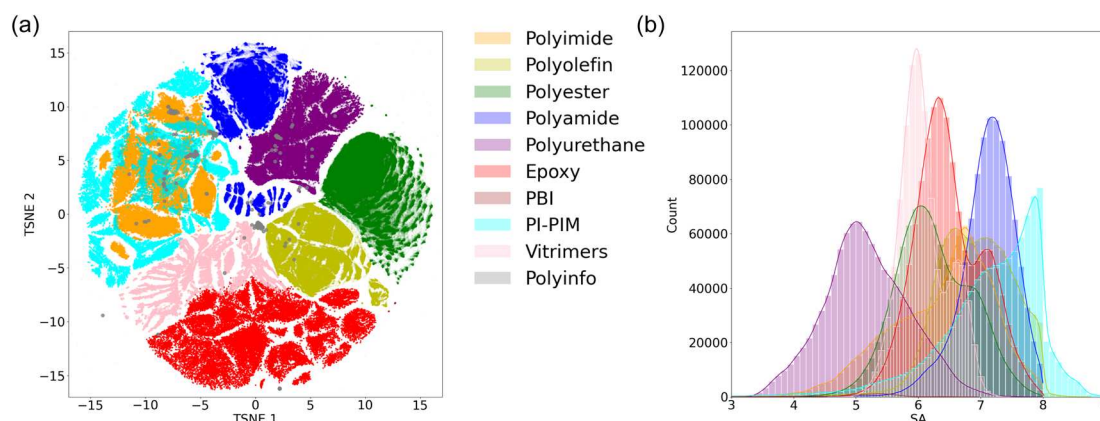 (a)
15
10
5
0
−5
−10
−15
TSNE 2
−15
−10
−5
0
5
10
15
TSNE 1
Polyimide
Polyolefin
Polyester
Polyamide
Polyurethane
Epoxy
PBI
PI-PIM
Vitrimers
Polyinfo
(b)
120000
100000
80000
60000
40000
20000
0
Count
3
4
5
6
7
8
SA